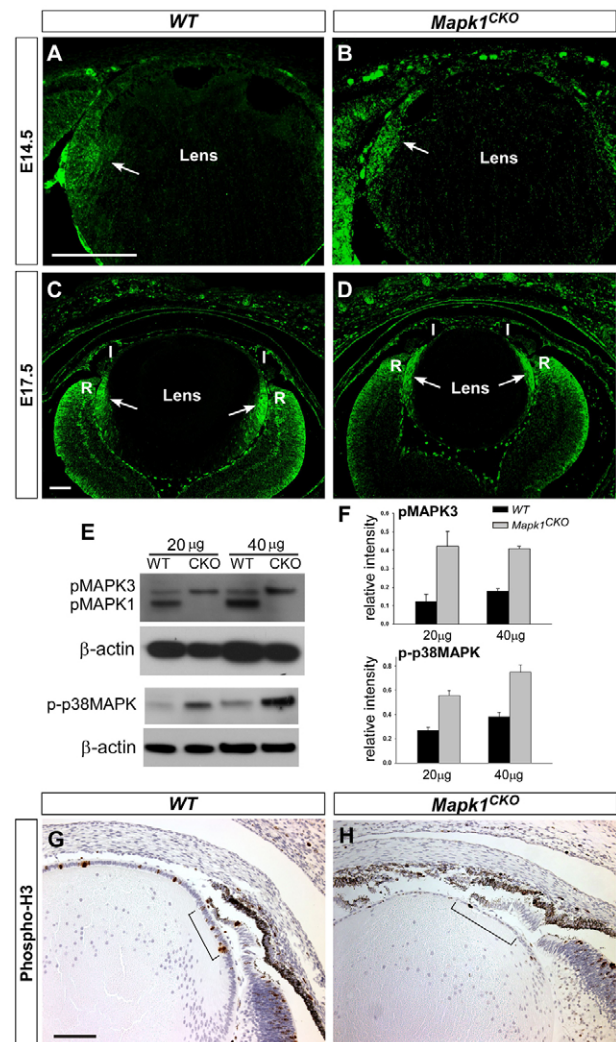 WT Mapk1CKO
A B
E14.5
Lens Lens
C D
E17.5
I I I I
R R R R
Lens Lens
E
20 μg 40 μg
WT CKO WT CKO
pMAPK3
pMAPK1
β-actin
p-p38MAPK
β-actin
F
pMAPK3
WT
Mapk1CKO
relative intensity
0.6
0.5
0.4
0.3
0.2
0.1
0
20μg 40μg
p-p38MAPK
relative intensity
0.8
0.6
0.4
0.2
0.0
20μg 40μg
WT Mapk1CKO
G H
Phospho-H3